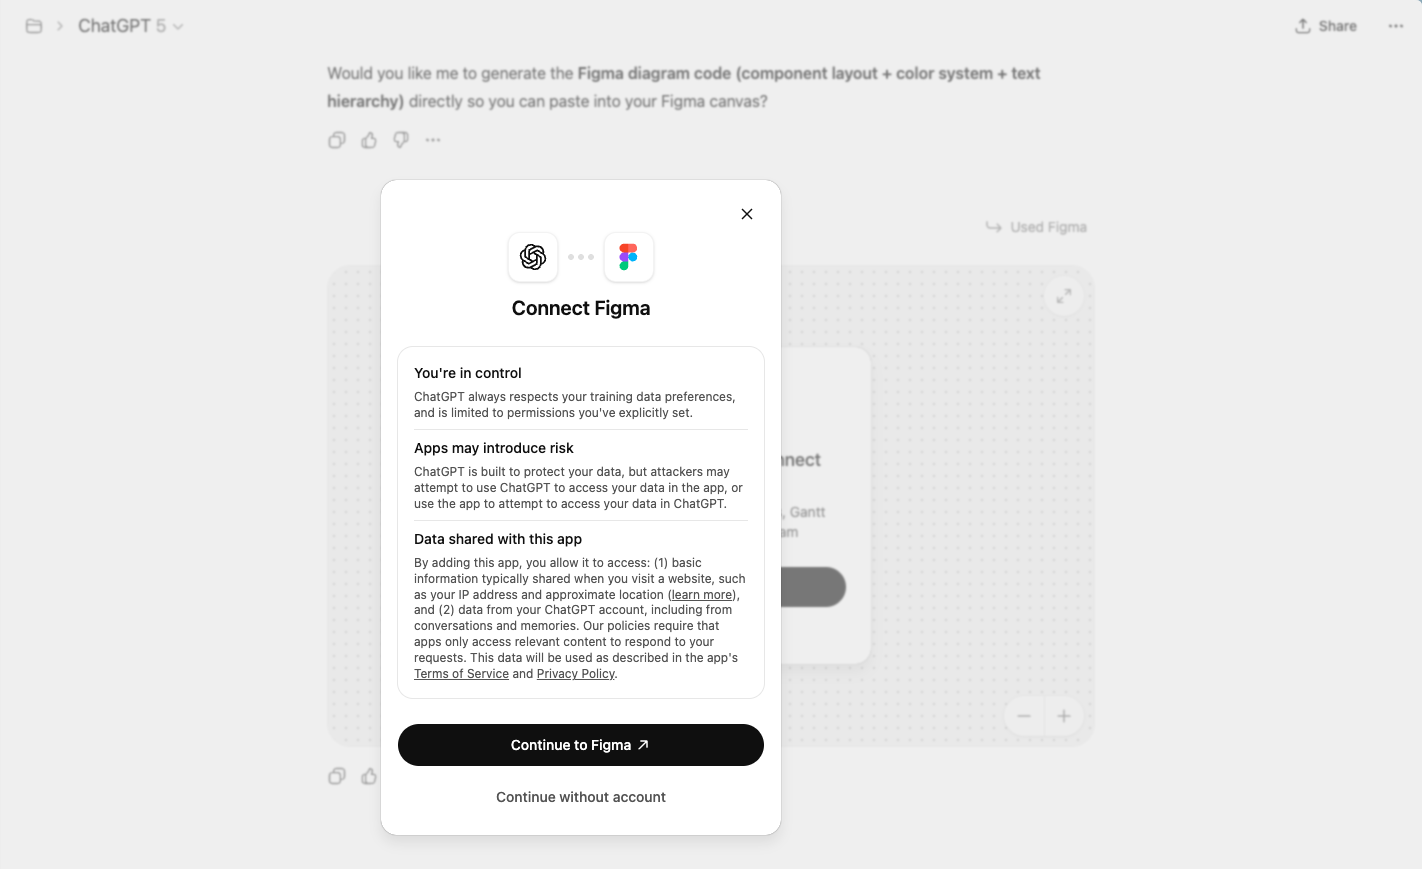 ChatGPT 5
Share
Would you like me to generate the Figma diagram code (component layout + color system + text
hierarchy) directly so you can paste into your Figma canvas?
Used Figma
Connect Figma
You're in control
ChatGPT always respects your training data preferences,
and is limited to permissions you've explicitly set.
Apps may introduce risk
ChatGPT is built to protect your data, but attackers may
attempt to use ChatGPT to access your data in the app, or
use the app to attempt to access your data in ChatGPT.
Data shared with this app
By adding this app, you allow it to access: (1) basic
information typically shared when you visit a website, such
as your IP address and approximate location (learn more),
and (2) data from your ChatGPT account, including from
conversations and memories. Our policies require that
apps only access relevant content to respond to your
requests. This data will be used as described in the app's
Terms of Service and Privacy Policy.
Continue to Figma
Continue without account
, Gantt